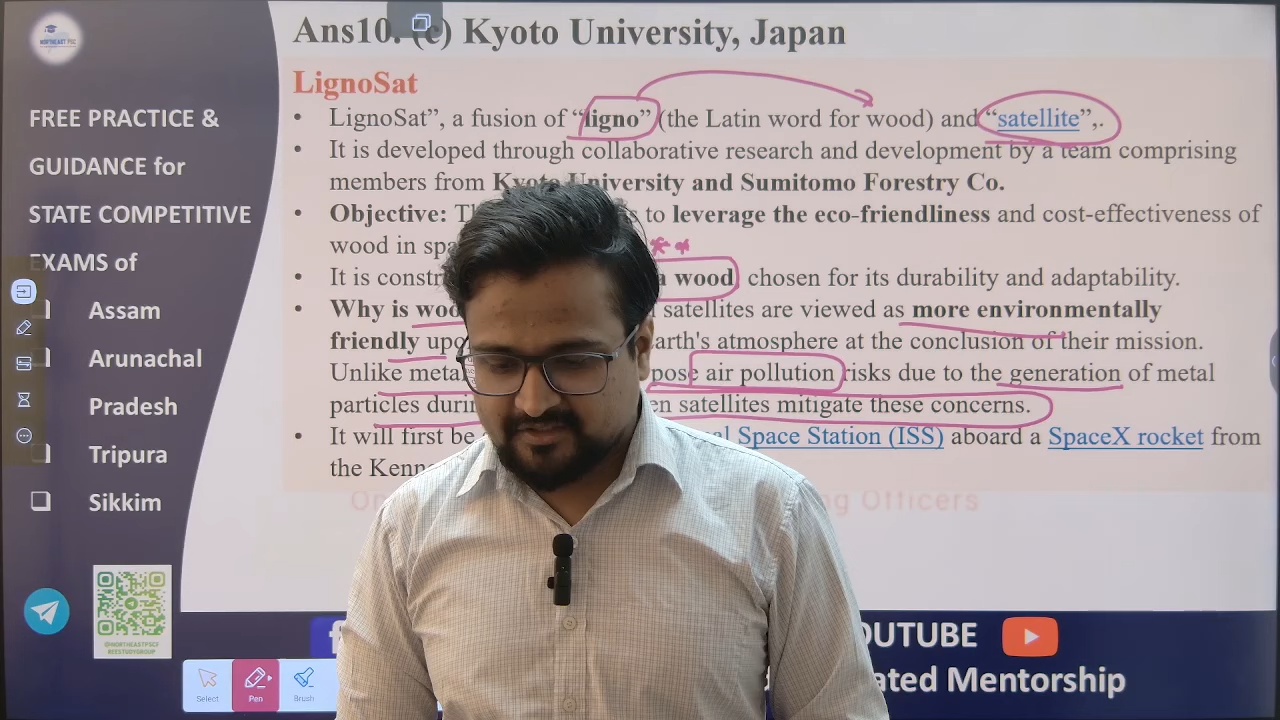 NORTHEAST PSC
Ans10. (c) Kyoto University, Japan
LignoSat
• LignoSat”, a fusion of “ligno” (the Latin word for wood) and “satellite”,.
• It is developed through collaborative research and development by a team comprising
members from Kyoto University and Sumitomo Forestry Co.
• Objective: to leverage the eco-friendliness and cost-effectiveness of
wood in
• It is wood, chosen for its durability and adaptability.
• Why is satellites are viewed as more environmentally
friendly atmosphere at the conclusion of their mission.
Unlike pose air pollution risks due to the generation of metal
particles satellites mitigate these concerns.
• It will first be Space Station (ISS) aboard a SpaceX rocket from
the
FREE PRACTICE &
GUIDANCE for
STATE COMPETITIVE
EXAMS of
Assam
Arunachal
Pradesh
Tripura
Sikkim
Officers
@NORTHEASTPSCF
REESTUDYGROUP
Select
Pen
Brush
Mentorship